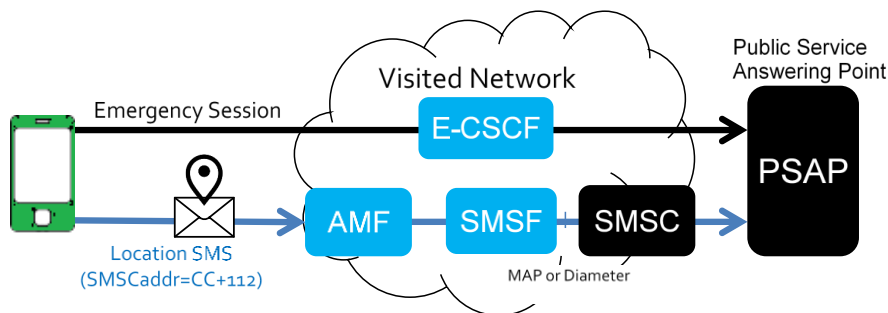 Public Service
Answering Point
Visited Network
Emergency Session
E-CSCF
PSAP
AMF
SMSF
SMSC
Location SMS
(SMSCaddr=CC+112)
MAP or Diameter